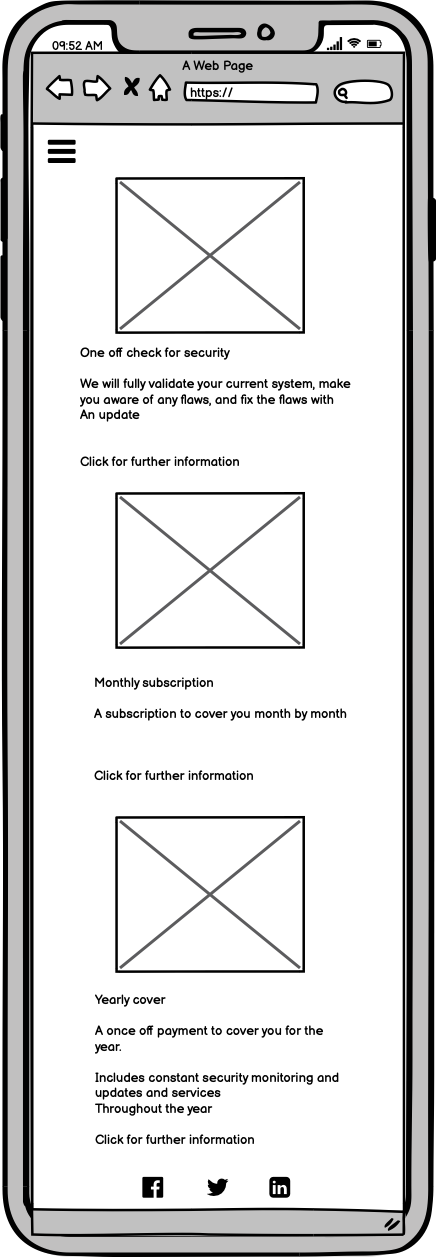 09:52 AM
A Web Page
https://
One off check for security
We will fully validate your current system, make
you aware of any flaws, and fix the flaws with
An update
Click for further information
Monthly subscription
A subscription to cover you month by month
Click for further information
Yearly cover
A once off payment to cover you for the
year.
Includes constant security monitoring and
updates and services
Throughout the year
Click for further information